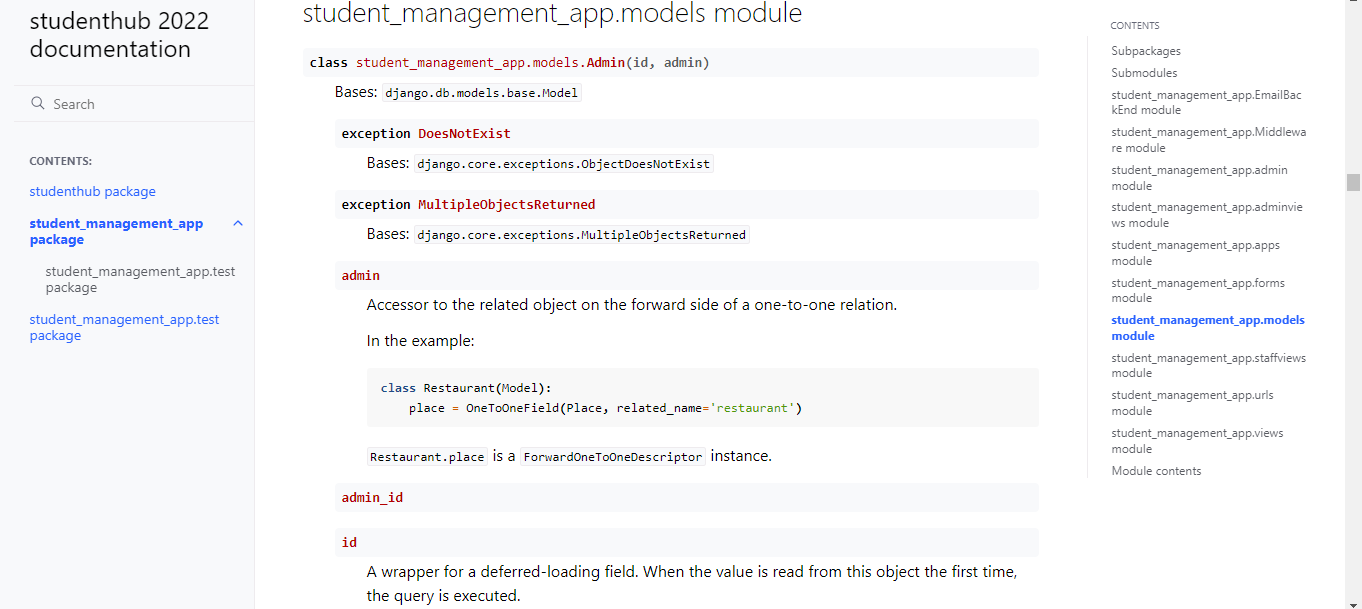 studenthub 2022
documentation
Search
CONTENTS:
studenthub package
student_management_app
package
student_management_app.test
package
student_management_app.test
package
student_management_app.models module
class student_management_app.models.Admin(id, admin)
Bases: django.db.models.base.Model
exception DoesNotExist
Bases: django.core.exceptions.ObjectDoesNotExist
exception MultipleObjectsReturned
Bases: django.core.exceptions.MultipleObjectsReturned
admin
Accessor to the related object on the forward side of a one-to-one relation.
In the example:
class Restaurant(Model):
    place = OneToOneField(Place, related_name='restaurant')
Restaurant.place is a ForwardOneToOneDescriptor instance.
admin_id
id
A wrapper for a deferred-loading field. When the value is read from this object the first time,
the query is executed.
CONTENTS
Subpackages
Submodules
student_management_app.EmailBac
kEnd module
student_management_app.Middlewa
re module
student_management_app.admin
module
student_management_app.adminvie
ws module
student_management_app.apps
module
student_management_app.forms
module
student_management_app.models
module
student_management_app.staffviews
module
student_management_app.urls
module
student_management_app.views
module
Module contents